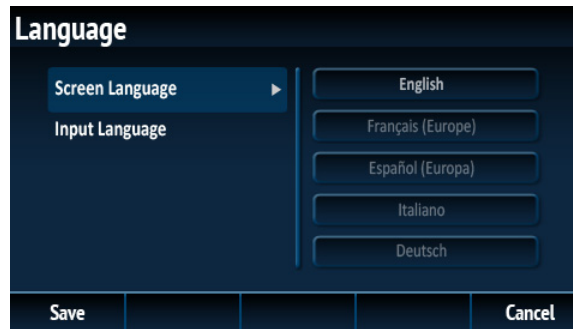 Language
Screen Language
Input Language
English
Français (Europe)
Español (Europa)
Italiano
Deutsch
Save
Cancel